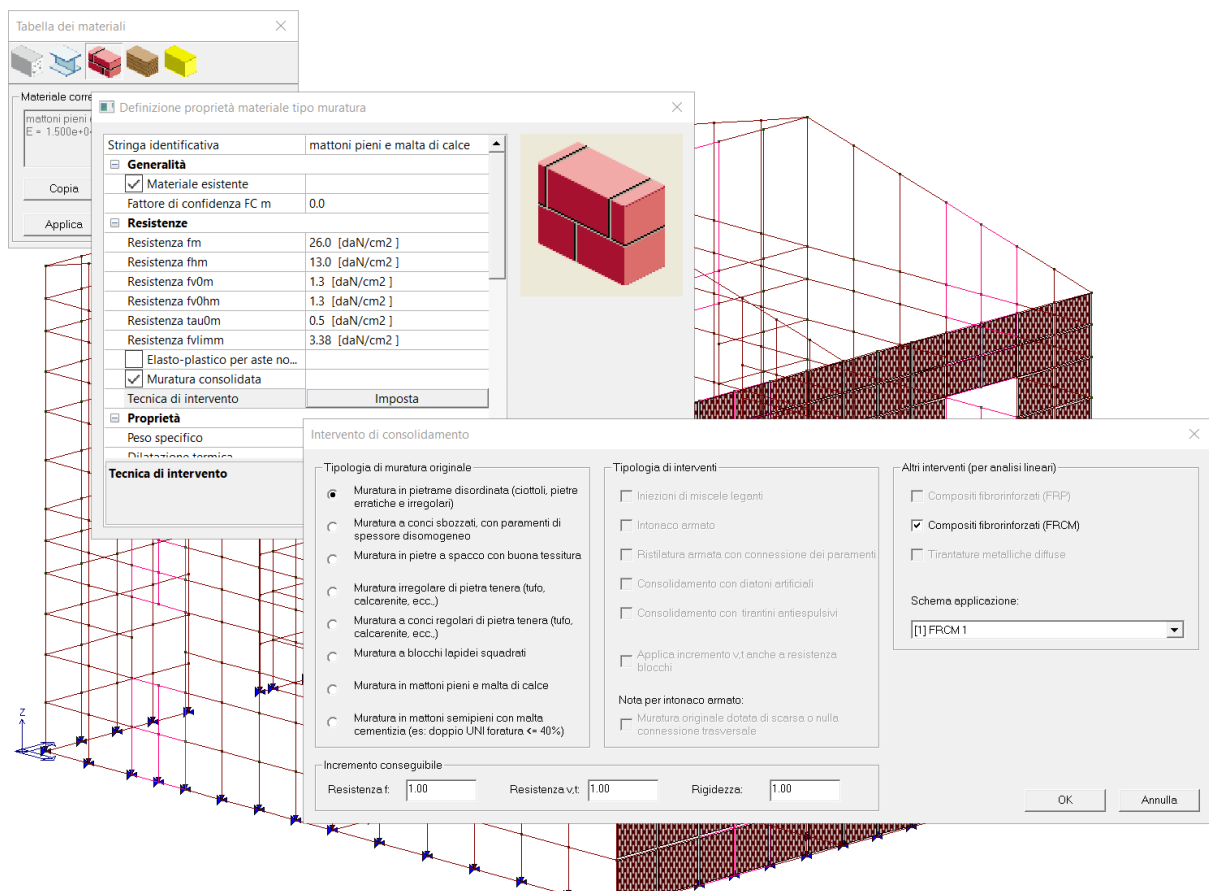 Tabella dei materiali
Materiale corre
mattoni pieni e
E = 1.500e+04
Copia
Applica
Definizione proprietà materiale tipo muratura
Stringa identificativa mattoni pieni e malta di calce
Generalità
Materiale esistente
Fattore di confidenza FC m 0.0
Resistenze
Resistenza fm 26.0 [daN/cm2 ]
Resistenza fhm 13.0 [daN/cm2 ]
Resistenza fv0m 1.3 [daN/cm2 ]
Resistenza fv0hm 1.3 [daN/cm2 ]
Resistenza tau0m 0.5 [daN/cm2 ]
Resistenza fvlimm 3.38 [daN/cm2 ]
Elasto-plastico per aste no...
Muratura consolidata
Tecnica di intervento Imposta
Proprietà
Peso specifico
Dilatazione termica
Tecnica di intervento
Intervento di consolidamento
Tipologia di muratura originale
Muratura in pietrame disordinata (ciottoli, pietre
erratiche e irregolari)
Muratura a conci sbozzati, con paramenti di
spessore disomogeneo
Muratura in pietre a spacco con buona tessitura
Muratura irregolare di pietra tenera (tufo,
calcarenite, ecc.,)
Muratura a conci regolari di pietra tenera (tufo,
calcarenite, ecc.,)
Muratura a blocchi lapidei squadrati
Muratura in mattoni pieni e malta di calce
Muratura in mattoni semipieni con malta
cementizia (es: doppio UNI foratura <= 40%)
Tipologia di interventi
Iniezioni di miscele leganti
Intonaco armato
Ristilatura armata con connessione dei paramenti
Consolidamento con diatoni artificiali
Consolidamento con tirantini antiespulsivi
Applica incremento v,t anche a resistenza
blocchi
Nota per intonaco armato:
Muratura originale dotata di scarsa o nulla
connessione trasversale
Altri interventi (per analisi lineari)
Compositi fibrorinforzati (FRP)
Compositi fibrorinforzati (FRCM)
Tirantature metalliche diffuse
Schema applicazione:
[1] FRCM 1
Incremento conseguibile
Resistenza f: 1.00 Resistenza v,t: 1.00 Rigidezza: 1.00
OK Annulla
Z